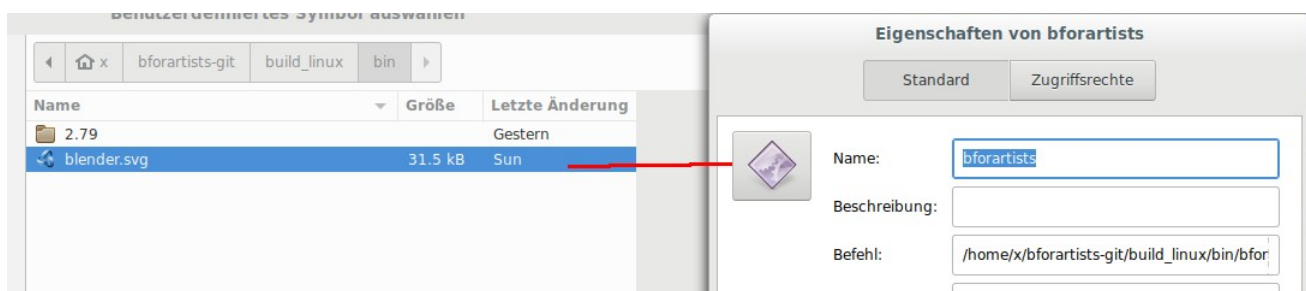 Benutzerdefiniertes Symbol auswählen
x bforartists-git build_linux bin
Name Größe Letzte Änderung
2.79 Gestern
blender.svg 31.5 kB Sun
Eigenschaften von bforartists
Standard Zugriffsrechte
Name: bforartists
Beschreibung:
Befehl: /home/x/bforartists-git/build_linux/bin/bfor